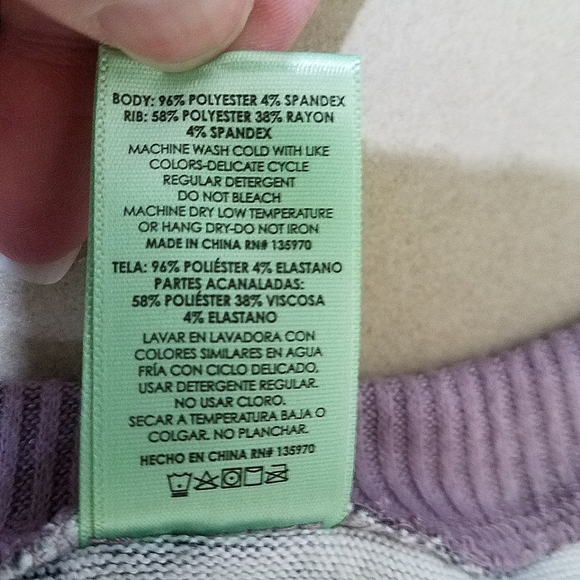 BODY: 96% POLYESTER 4% SPANDEX
RIB: 58% POLYESTER 38% RAYON
4% SPANDEX
MACHINE WASH COLD WITH LIKE
COLORS-DELICATE CYCLE
REGULAR DETERGENT
DO NOT BLEACH
MACHINE DRY LOW TEMPERATURE
OR HANG DRY-DO NOT IRON
MADE IN CHINA RN# 135970
TELA: 96% POLIÉSTER 4% ELASTANO
PARTES ACANALADAS:
58% POLIÉSTER 38% VISCOSA
4% ELASTANO
LAVAR EN LAVADORA CON
COLORES SIMILARES EN AGUA
FRÍA CON CICLO DELICADO,
USAR DETERGENTE REGULAR.
NO USAR CLORO.
SECAR A TEMPERATURA BAJA O
COLGAR. NO PLANCHAR.
HECHO EN CHINA RN# 135970